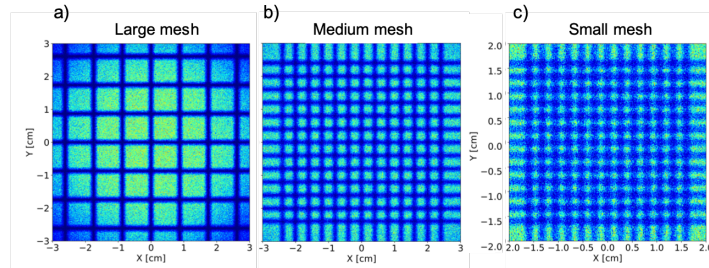 a) Large mesh
b) Medium mesh
c) Small mesh
3
2
1
0
−1
−2
−3
Y [cm]
−3 −2 −1 0 1 2 3
X [cm]
−3 −2 −1 0 1 2 3
X [cm]
2.0
1.5
1.0
0.5
0.0
−0.5
−1.0
−1.5
−2.0
Y [cm]
−2.0 −1.5 −1.0 −0.5 0.0 0.5 1.0 1.5 2.0
X [cm]